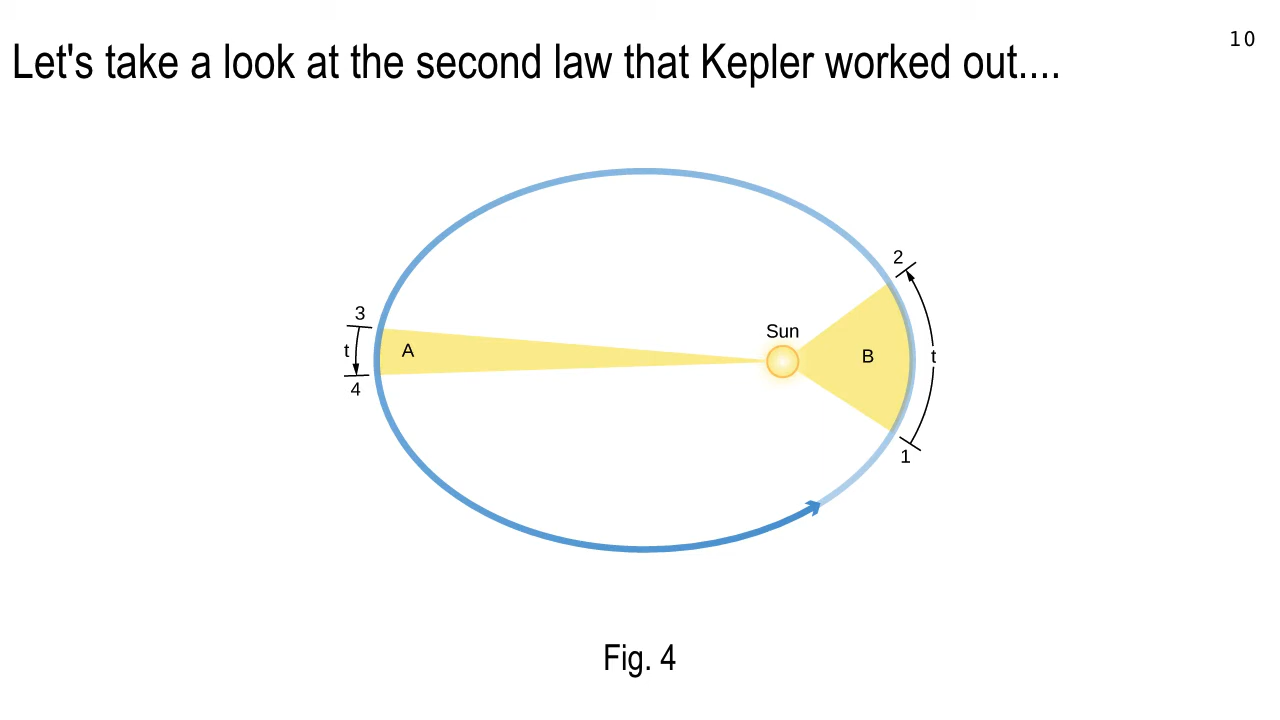 10
Let's take a look at the second law that Kepler worked out....
2
3
Sun
t
A
B
t
4
1
Fig. 4